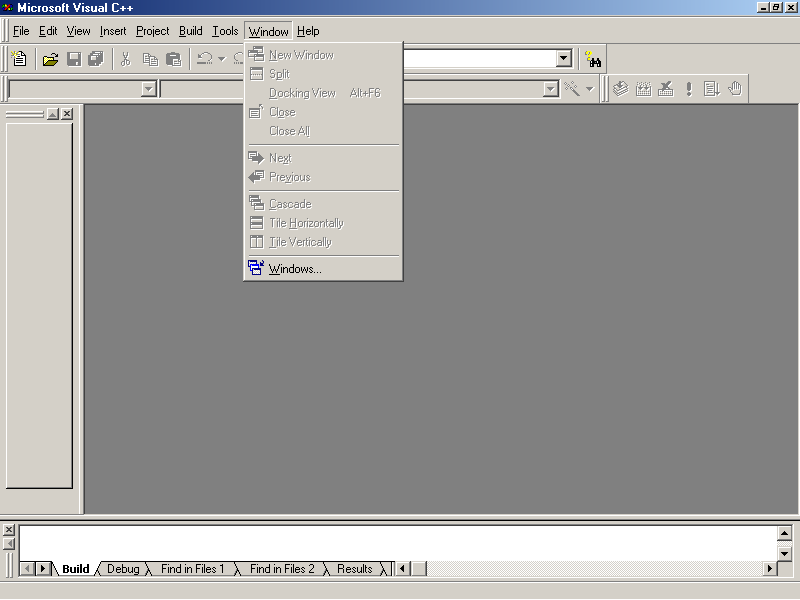 Microsoft Visual C++
File Edit View Insert Project Build Tools Window Help
New Window
Split
Docking View Alt+F6
Close
Close All
Next
Previous
Cascade
Tile Horizontally
Tile Vertically
Windows...
Build Debug Find in Files 1 Find in Files 2 Results